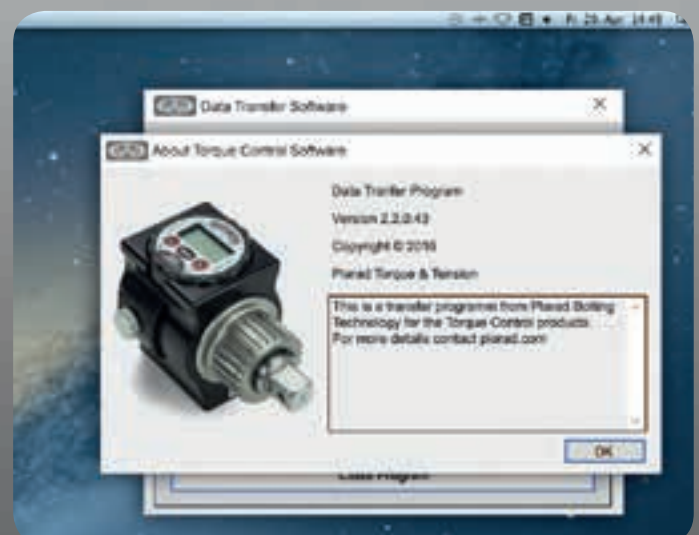 Fr. 29. Apr 14:49
Data Transfer Software
About Torque Control Software
Data Tranfer Program
Version 2.2.0.43
Copyright © 2016
Plarad Torque & Tension
This is a transfer programm from Plarad Bolting
Technology for the Torque Control products.
For more details contact plarad.com
OK
Close Program